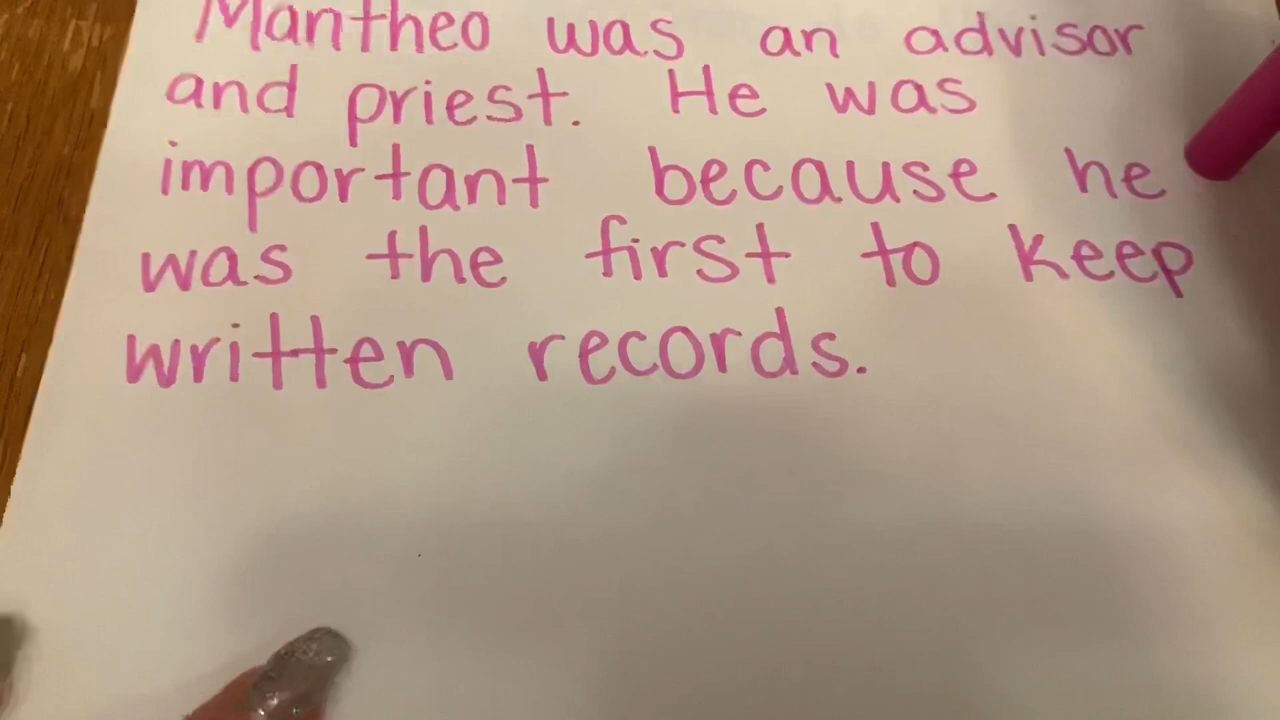 Mantheo was an advisor
and priest. He was
important because he
was the first to keep
written records.